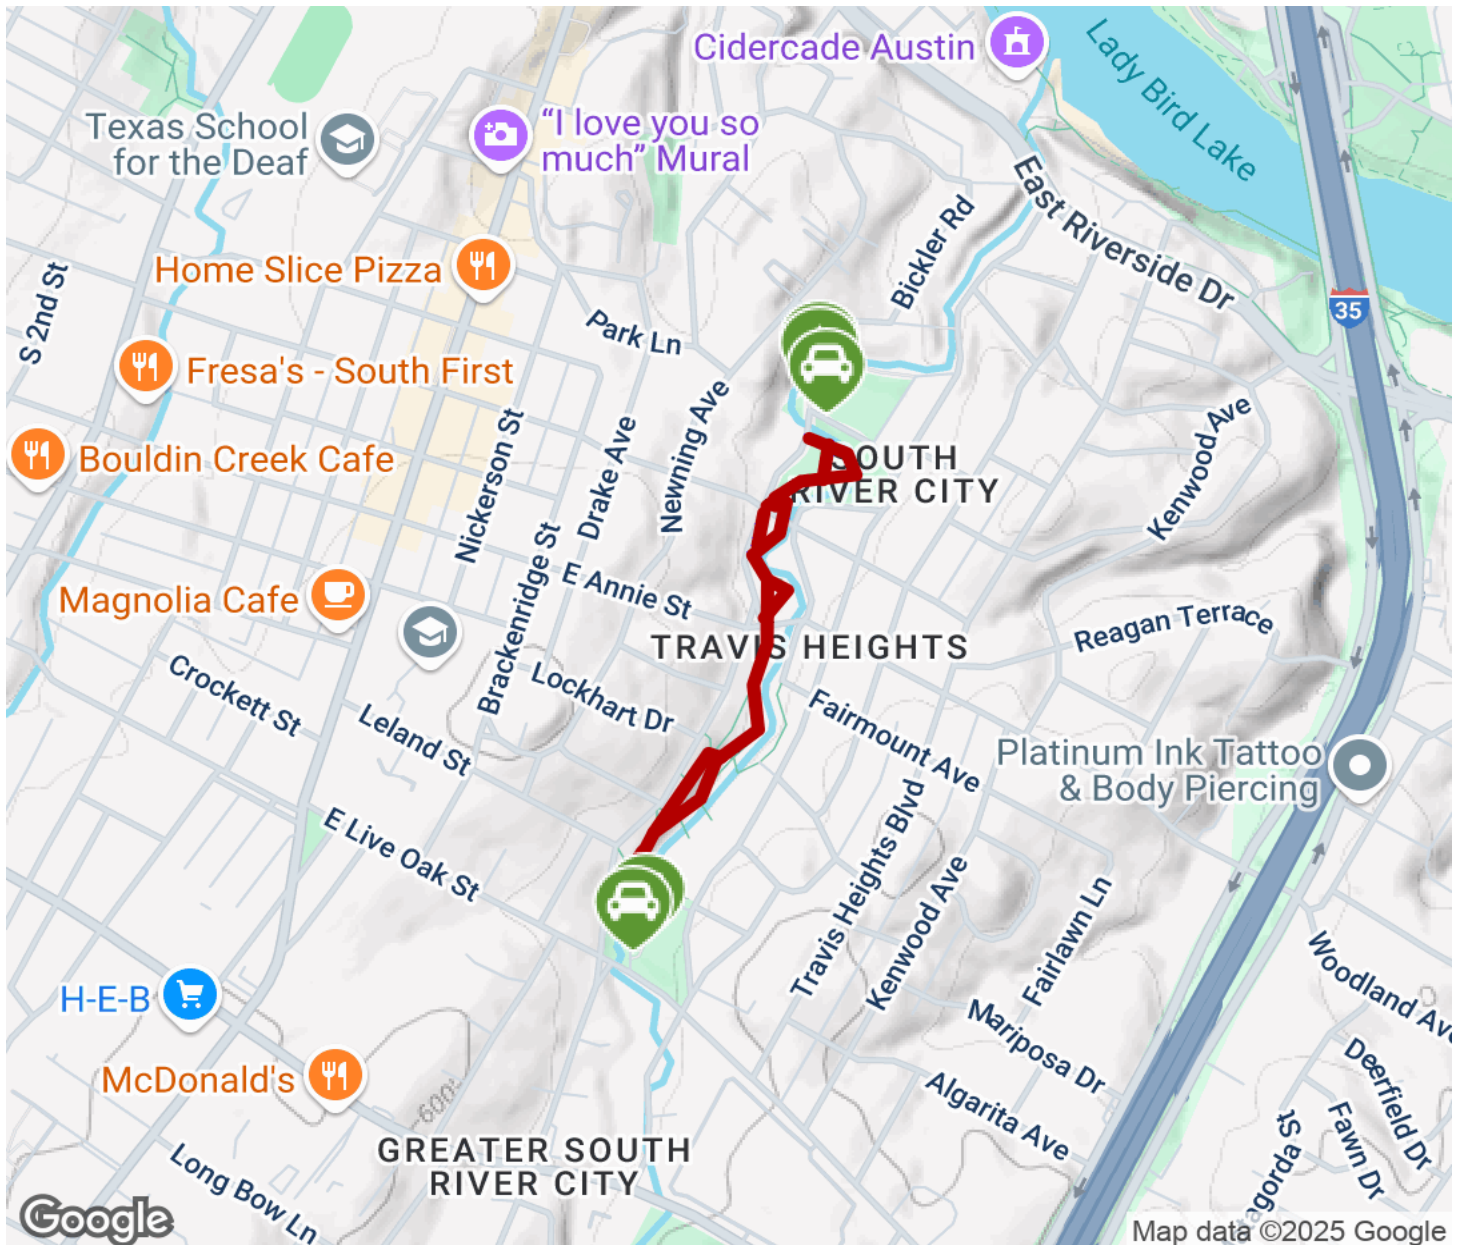 Cidercade Austin
Lady Bird Lake
Texas School
for the Deaf
“I love you so
much” Mural
East Riverside Dr
Bickler Rd
S 2nd St
Home Slice Pizza
35
Park Ln
Fresa's - South First
Newning Ave
Kenwood Ave
Bouldin Creek Cafe
Nickerson St
Drake Ave
SOUTH
RIVER CITY
E Annie St
Magnolia Cafe
Brackenridge St
Reagan Terrace
TRAVIS HEIGHTS
Crockett St
Lockhart Dr
Leland St
Fairmount Ave
Platinum Ink Tattoo
& Body Piercing
E Live Oak St
Travis Heights Blvd
Kenwood Ave
Fairlawn Ln
Woodland Ave
H-E-B
Mariposa Dr
McDonald's
600'
Algarita Ave
Deerfield Dr
Fawn Dr
GREATER SOUTH
RIVER CITY
Long Bow Ln
agorda St
Google
Map data ©2025 Google